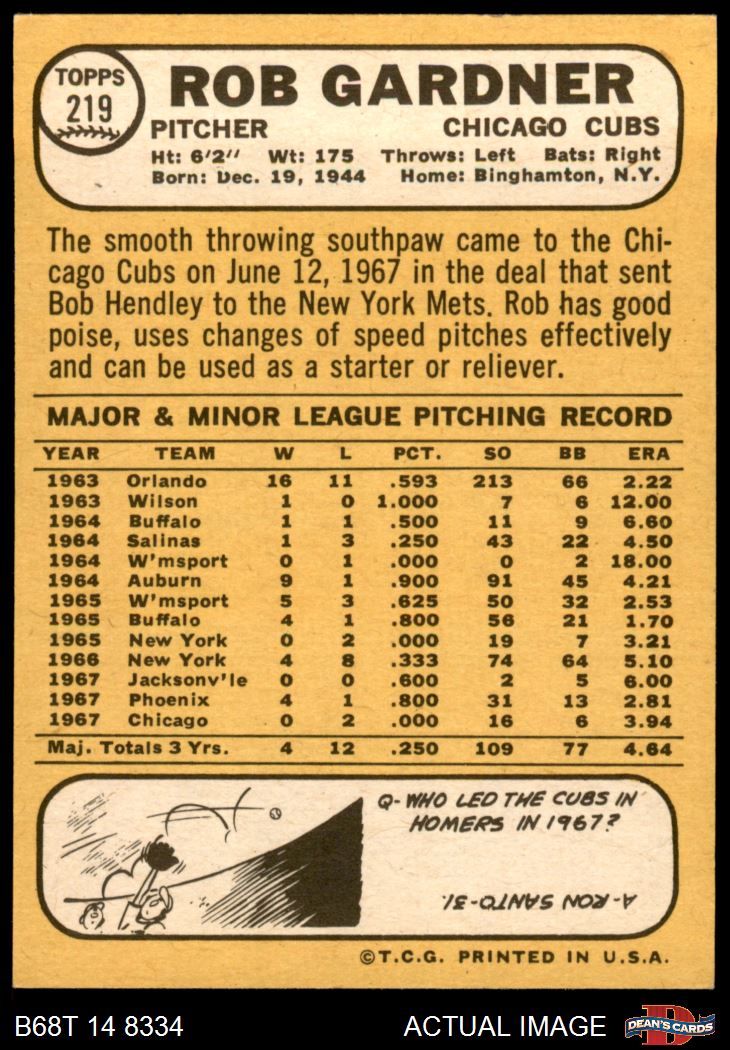 TOPPS
219
ROB GARDNER
PITCHER CHICAGO CUBS
Ht: 6'2" Wt: 175 Throws: Left Bats: Right
Born: Dec. 19, 1944 Home: Binghamton, N.Y.
The smooth throwing southpaw came to the Chi-
cago Cubs on June 12, 1967 in the deal that sent
Bob Hendley to the New York Mets. Rob has good
poise, uses changes of speed pitches effectively
and can be used as a starter or reliever.
MAJOR & MINOR LEAGUE PITCHING RECORD
YEAR TEAM W L PCT. SO BB ERA
1963 Orlando 16 11 .593 213 66 2.22
1963 Wilson 1 0 1.000 7 6 12.00
1964 Buffalo 1 1 .500 11 9 6.60
1964 Salinas 1 3 .250 43 22 4.50
1964 W'msport 0 1 .000 0 2 18.00
1964 Auburn 9 1 .900 91 45 4.21
1965 W'msport 5 3 .625 50 32 2.53
1965 Buffalo 4 1 .800 56 21 1.70
1965 New York 0 2 .000 19 7 3.21
1966 New York 4 8 .333 74 64 5.10
1967 Jacksonv'le 0 0 .600 2 5 6.00
1967 Phoenix 4 1 .800 31 13 2.81
1967 Chicago 0 2 .000 16 6 3.94
Maj. Totals 3 Yrs. 4 12 .250 109 77 4.64
Q-WHO LED THE CUBS IN
HOMERS IN 1967?
A-RON SANTO-31.
©T.C.G. PRINTED IN U.S.A.
B68T 14 8334 ACTUAL IMAGE DEAN'S CARDS